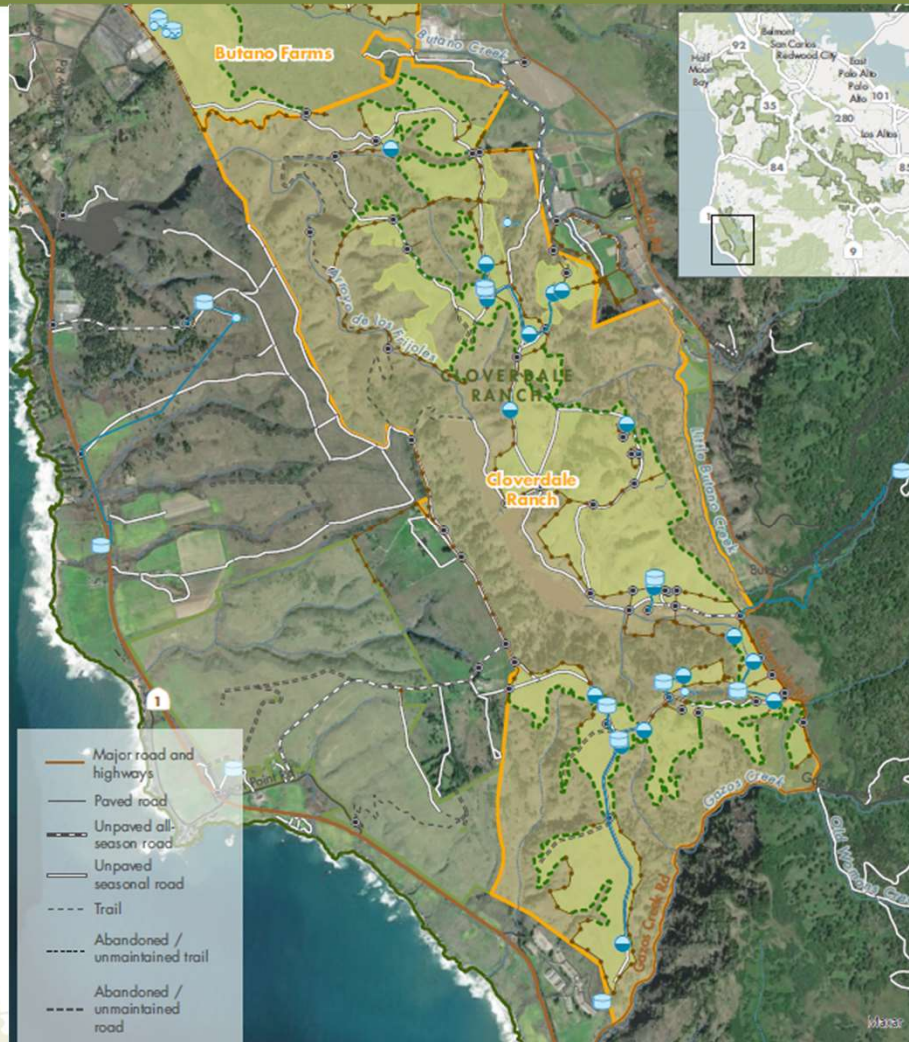 Butano Farms
Butano Creek
92
Half
Moon
Bay
Belmont
San Carlos
Redwood City
East
Palo Alto
Palo
Alto
101
35
280
Los Altos
84
85
1
9
Arroyo de los Frijoles
CLOVERDALE
RANCH
Cloverdale
Ranch
Little Butano Creek
1
Gazos Creek
Gazos Creek Rd
Major road and
highways
Paved road
Unpaved all-
season road
Unpaved
seasonal road
Trail
Abandoned /
unmaintained trail
Abandoned /
unmaintained
road
Maxar